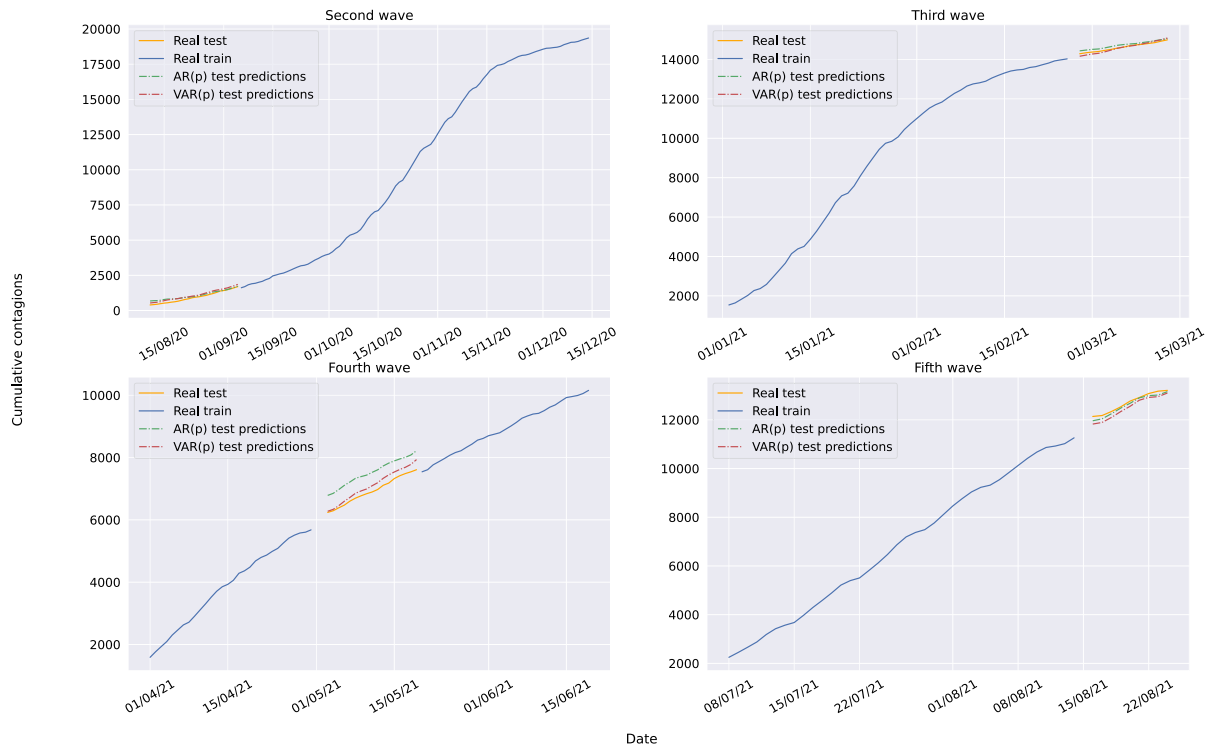 Second wave
Real test
Real train
AR(p) test predictions
VAR(p) test predictions
20000
17500
15000
12500
10000
7500
5000
2500
0
15/08/20
01/09/20
15/09/20
01/10/20
15/10/20
01/11/20
15/11/20
01/12/20
15/12/20
Third wave
Real test
Real train
AR(p) test predictions
VAR(p) test predictions
14000
12000
10000
8000
6000
4000
2000
01/01/21
15/01/21
01/02/21
15/02/21
01/03/21
15/03/21
Cumulative contagions
Fourth wave
Real test
Real train
AR(p) test predictions
VAR(p) test predictions
10000
8000
6000
4000
2000
01/04/21
15/04/21
01/05/21
15/05/21
01/06/21
15/06/21
Fifth wave
Real test
Real train
AR(p) test predictions
VAR(p) test predictions
12000
10000
8000
6000
4000
2000
08/07/21
15/07/21
22/07/21
01/08/21
08/08/21
15/08/21
22/08/21
Date